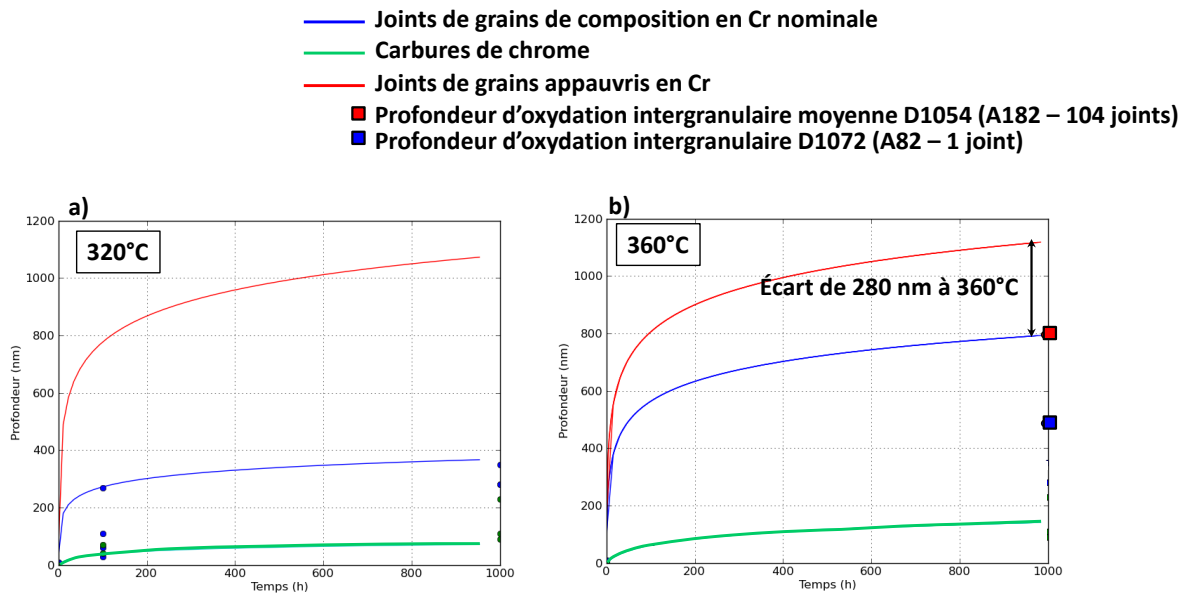 Joints de grains de composition en Cr nominale
Carbures de chrome
Joints de grains appauvris en Cr
Profondeur d'oxydation intergranulaire moyenne D1054 (A182 – 104 joints)
Profondeur d'oxydation intergranulaire D1072 (A82 – 1 joint)
a)
320°C
1200
1000
800
600
400
200
0
Profondeur (nm)
0
200
400
600
800
1000
Temps (h)
b)
360°C
Écart de 280 nm à 360°C
1200
1000
800
600
400
200
0
Profondeur (nm)
0
200
400
600
800
1000
Temps (h)